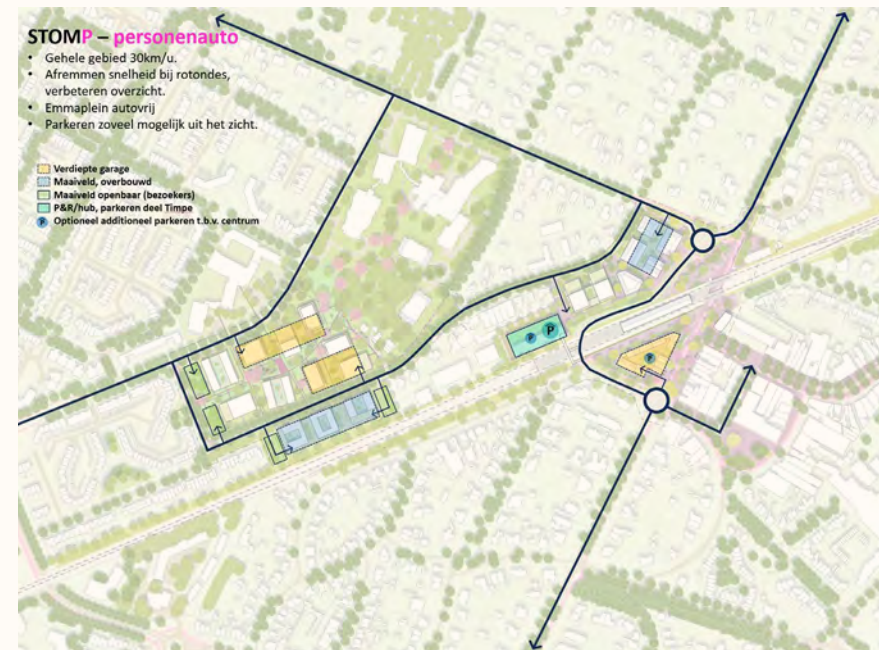 STOMP – personenauto
• Gehele gebied 30km/u.
• Afremmen snelheid bij rotondes,
verbeteren overzicht.
• Emmaplein autovrij
• Parkeren zoveel mogelijk uit het zicht.
Verdiepte garage
Maaiveld, overbouwd
Maaiveld openbaar (bezoekers)
P&R/hub, parkeren deel Timpe
P Optioneel additioneel parkeren t.b.v. centrum
P P
P